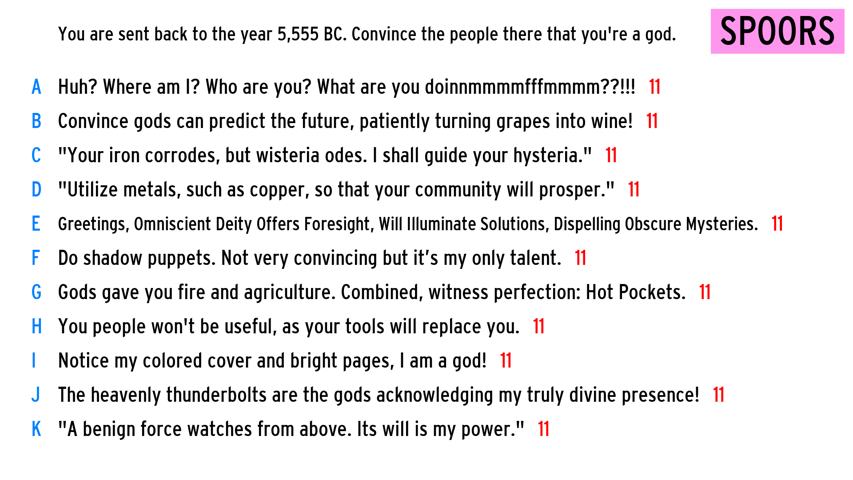 You are sent back to the year 5,555 BC. Convince the people there that you're a god.
SPOORS
A Huh? Where am I? Who are you? What are you doinnmmmmfffmmmm??!!! 11
B Convince gods can predict the future, patiently turning grapes into wine! 11
C "Your iron corrodes, but wisteria odes. I shall guide your hysteria." 11
D "Utilize metals, such as copper, so that your community will prosper." 11
E Greetings, Omniscient Deity Offers Foresight, Will Illuminate Solutions, Dispelling Obscure Mysteries. 11
F Do shadow puppets. Not very convincing but it's my only talent. 11
G Gods gave you fire and agriculture. Combined, witness perfection: Hot Pockets. 11
H You people won't be useful, as your tools will replace you. 11
I Notice my colored cover and bright pages, I am a god! 11
J The heavenly thunderbolts are the gods acknowledging my truly divine presence! 11
K "A benign force watches from above. Its will is my power." 11